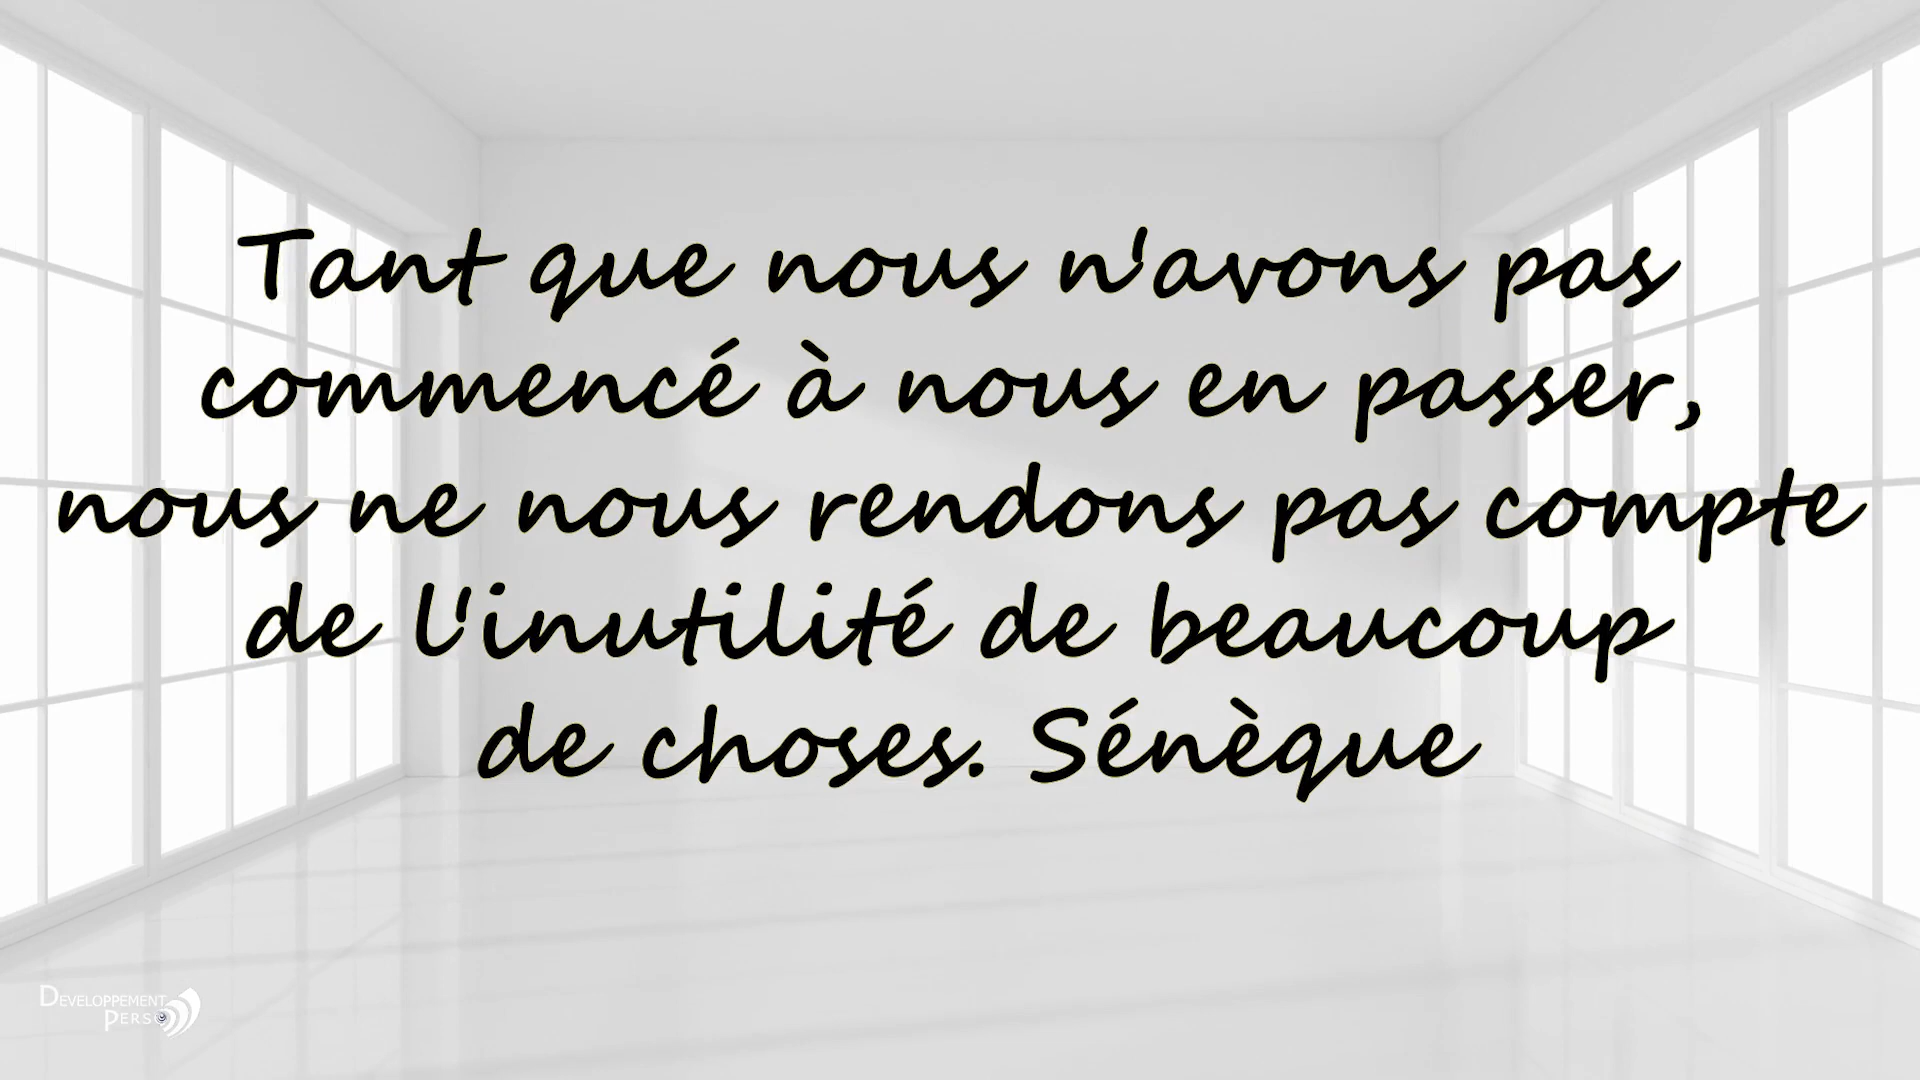 Tant que nous n'avons pas
commencé à nous en passer,
nous ne nous rendons pas compte
de l'inutilité de beaucoup
de choses. Sénèque
DEVELOPPEMENT
PERSO